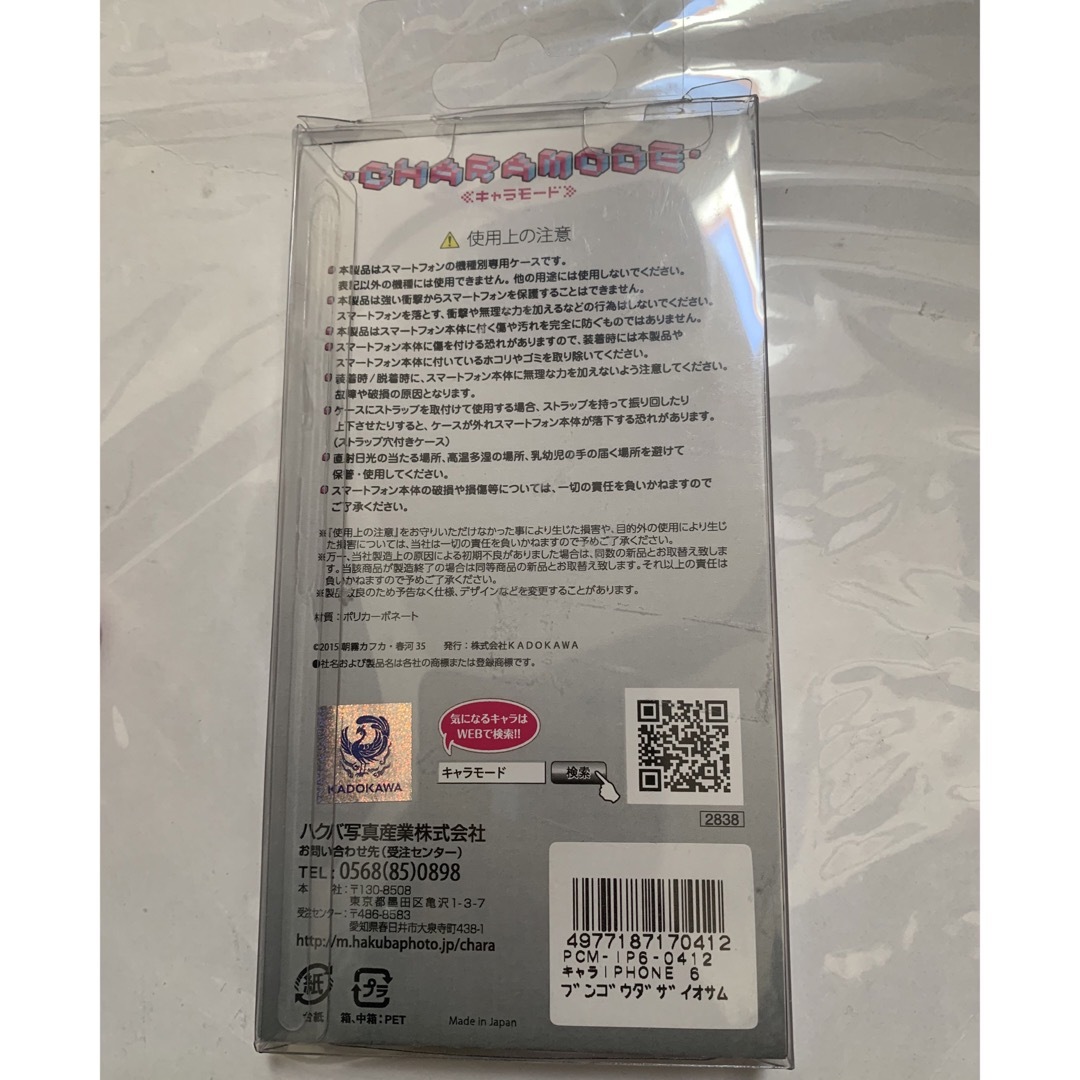 CHARAMODE
キャラモード
使用上の注意
本製品はスマートフォンの機種別専用ケースです。
表記以外の機種には使用できません。他の用途には使用しないでください。
本製品は強い衝撃からスマートフォンを保護することはできません。
スマートフォンを落とす、衝撃や無理な力を加えるなどの行為はしないでください。
本製品はスマートフォン本体に付く傷や汚れを完全に防ぐものではありません。
スマートフォン本体に傷を付ける恐れがありますので、装着時には本製品や
スマートフォン本体に付いているホコリやゴミを取り除いてください。
装着時/脱着時に、スマートフォン本体に無理な力を加えないよう注意してください。
故障や破損の原因となります。
ケースにストラップを取付けて使用する場合、ストラップを持って振り回したり
上下させたりすると、ケースが外れスマートフォン本体が落下する恐れがあります。
(ストラップ穴付きケース)
直射日光の当たる場所、高温多湿の場所、乳幼児の手の届く場所を避けて
保管・使用してください。
スマートフォン本体の破損や損傷等については、一切の責任を負いかねますので
ご了承ください。
※「使用上の注意」をお守りいただけなかった事により生じた損害や、目的外の使用により生じ
た損害については、当社は一切の責任を負いかねますので予めご了承ください。
※万一、当社製造上の原因による初期不良がありました場合は、同数の新品とお取替え致しま
す。当該商品が製造終了の場合は同等商品の新品とお取替え致します。それ以上の責任は
負いかねますので予めご了承ください。
※製品改良のため予告なく仕様、デザインなどを変更することがあります。
材質：ポリカーボネート
©2015 朝霧カフカ・春河35 発行：株式会社KADOKAWA
●社名および製品名は各社の商標または登録商標です。
KADOKAWA
気になるキャラは
WEBで検索!!
キャラモード 検索
2838
ハクバ写真産業株式会社
お問い合わせ先(受注センター)
TEL：0568(85)0898
本 社：〒130-8508
東京都墨田区亀沢1-3-7
受注センター：〒486-8583
愛知県春日井市大泉寺町438-1
http://m.hakubaphoto.jp/chara
紙
台紙
プラ
箱、中箱：PET
Made in Japan
4977187170412
PCM-IP6-0412
キャラIPHONE 6
ブンゴウダザイオサム